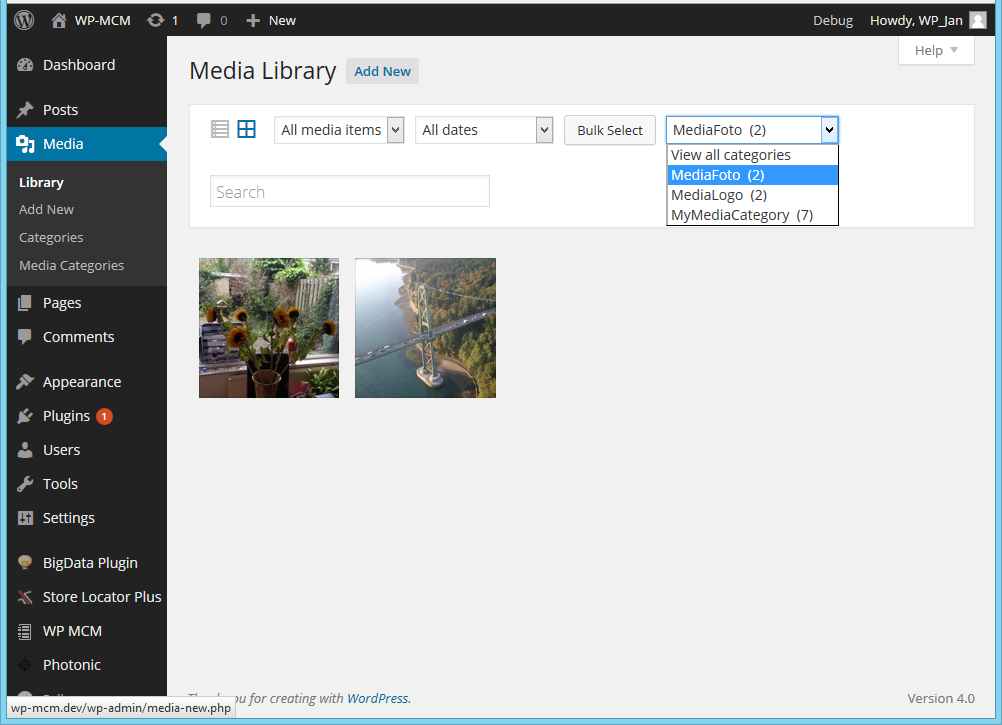 WP-MCM 1 0 New Debug Howdy, WP_Jan
Help
Dashboard
Posts
Media
Library
Add New
Categories
Media Categories
Pages
Comments
Appearance
Plugins 1
Users
Tools
Settings
BigData Plugin
Store Locator Plus
WP MCM
Photonic
Media Library Add New
All media items All dates Bulk Select MediaFoto (2)
View all categories
MediaFoto (2)
MediaLogo (2)
MyMediaCategory (7)
Search
for creating with WordPress. Version 4.0
wp-mcm.dev/wp-admin/media-new.php